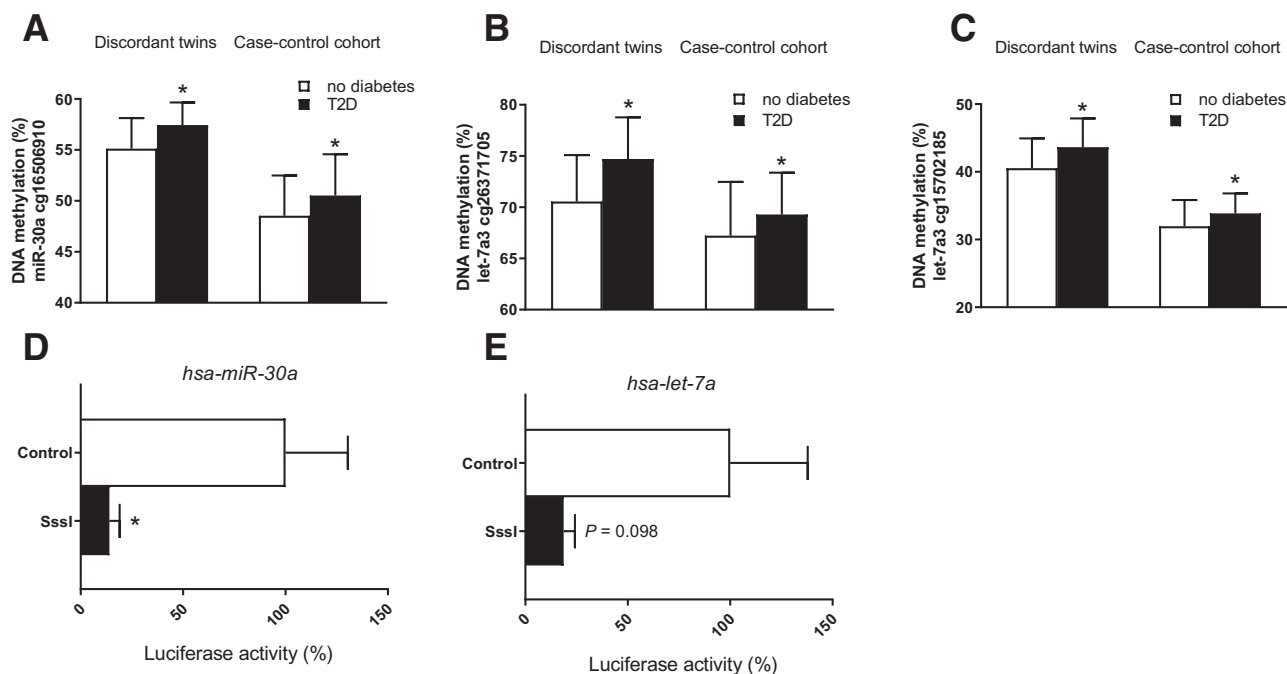 A
Discordant twins Case-control cohort
no diabetes
T2D
DNA methylation (%)
miR-30a cg16506910
60
55
50
45
40
*
*
B
Discordant twins Case-control cohort
no diabetes
T2D
DNA methylation (%)
let-7a3 cg26371705
80
75
70
65
60
*
*
C
Discordant twins Case-control cohort
no diabetes
T2D
DNA methylation (%)
let-7a3 cg15702185
50
40
30
20
*
*
D
hsa-miR-30a
Control
SssI
*
0 50 100 150
Luciferase activity (%)
E
hsa-let-7a
Control
SssI
P = 0.098
0 50 100 150
Luciferase activity (%)